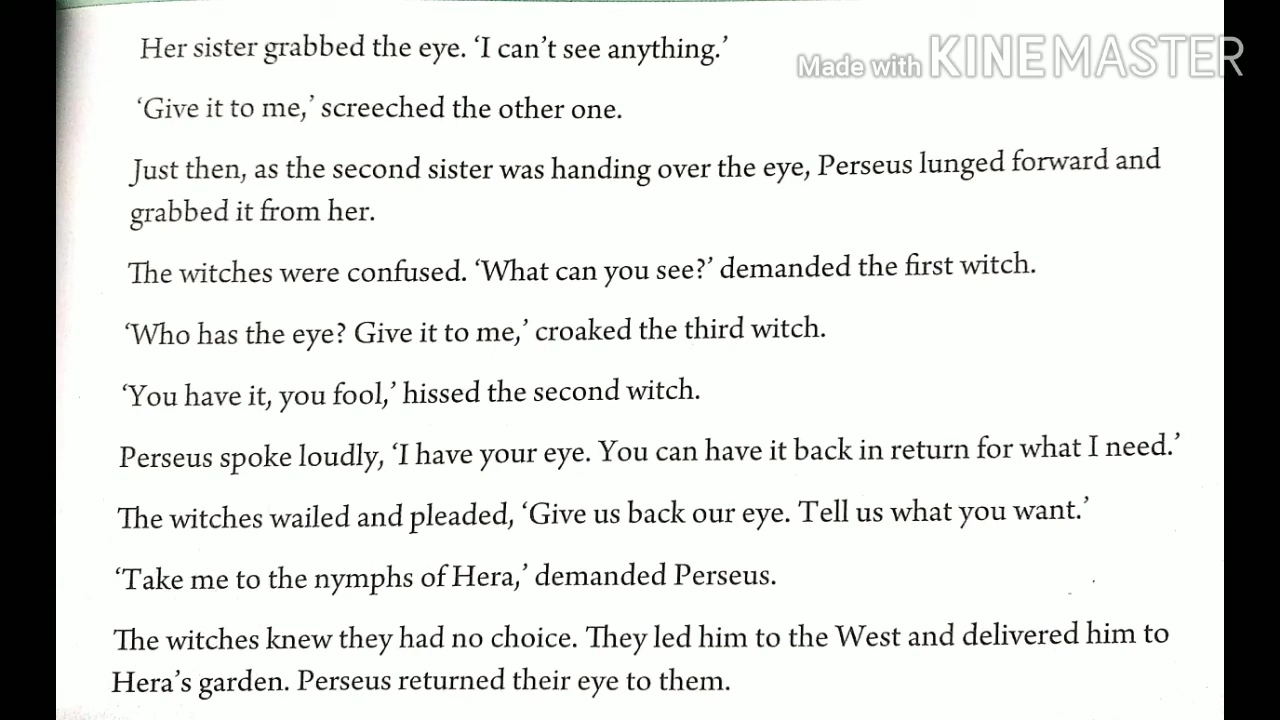 Made with KINEMASTER
Her sister grabbed the eye. ‘I can’t see anything.’
‘Give it to me,’ screeched the other one.
Just then, as the second sister was handing over the eye, Perseus lunged forward and
grabbed it from her.
The witches were confused. ‘What can you see?’ demanded the first witch.
‘Who has the eye? Give it to me,’ croaked the third witch.
‘You have it, you fool,’ hissed the second witch.
Perseus spoke loudly, ‘I have your eye. You can have it back in return for what I need.’
The witches wailed and pleaded, ‘Give us back our eye. Tell us what you want.’
‘Take me to the nymphs of Hera,’ demanded Perseus.
The witches knew they had no choice. They led him to the West and delivered him to
Hera’s garden. Perseus returned their eye to them.